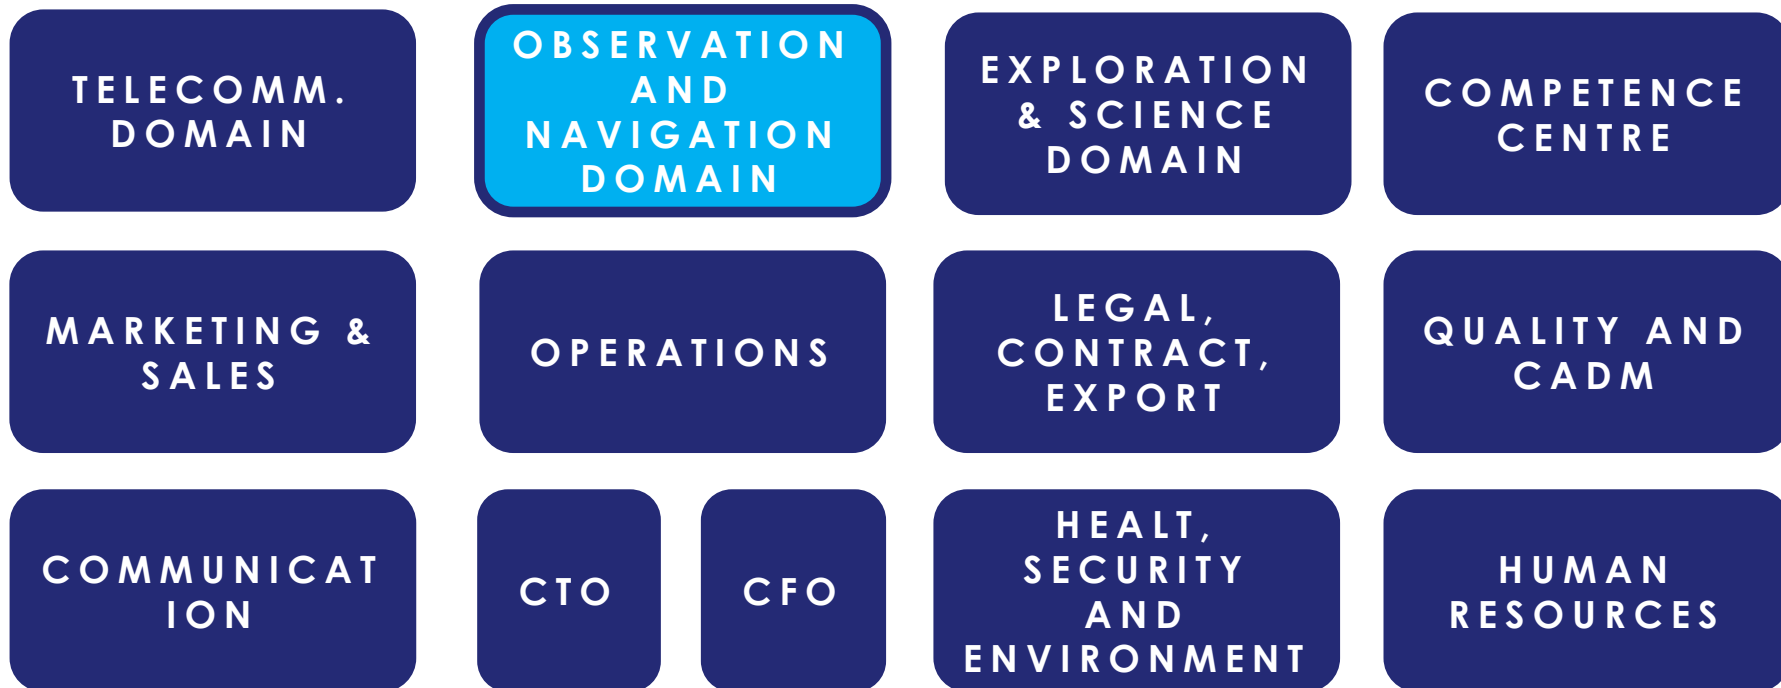 TELECOMM.
DOMAIN
OBSERVATION
AND
NAVIGATION
DOMAIN
EXPLORATION
& SCIENCE
DOMAIN
COMPETENCE
CENTRE
MARKETING &
SALES
OPERATIONS
LEGAL,
CONTRACT,
EXPORT
QUALITY AND
CADM
COMMUNICAT
ION
CTO
CFO
HEALT,
SECURITY
AND
ENVIRONMENT
HUMAN
RESOURCES